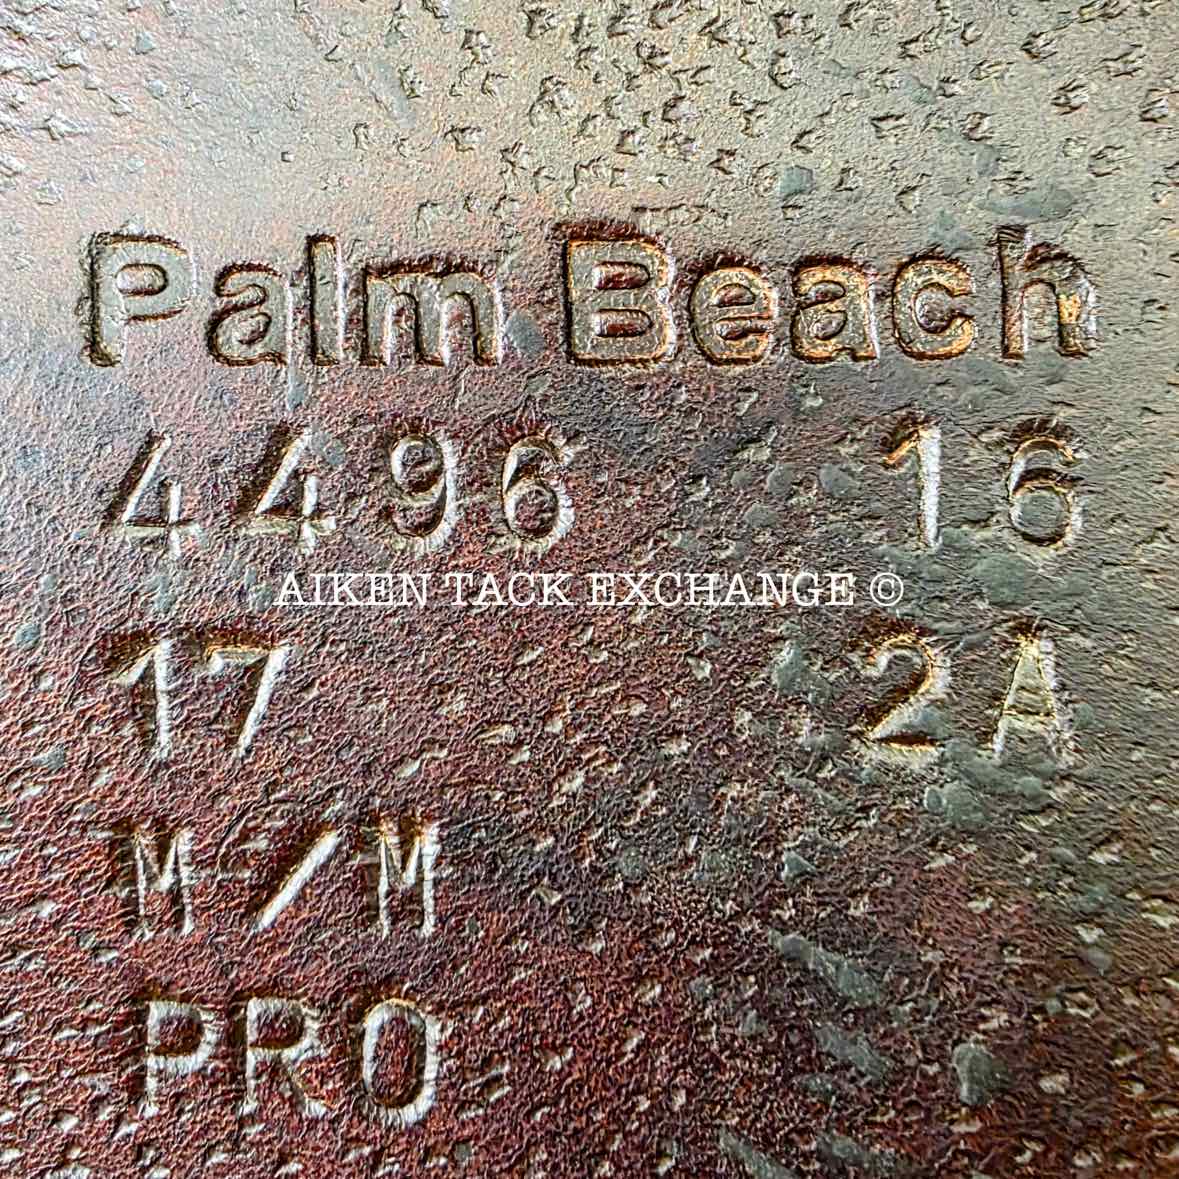 Palm Beach
4496 16
AIKEN TACK EXCHANGE ©
17 2A
M/M
PRO